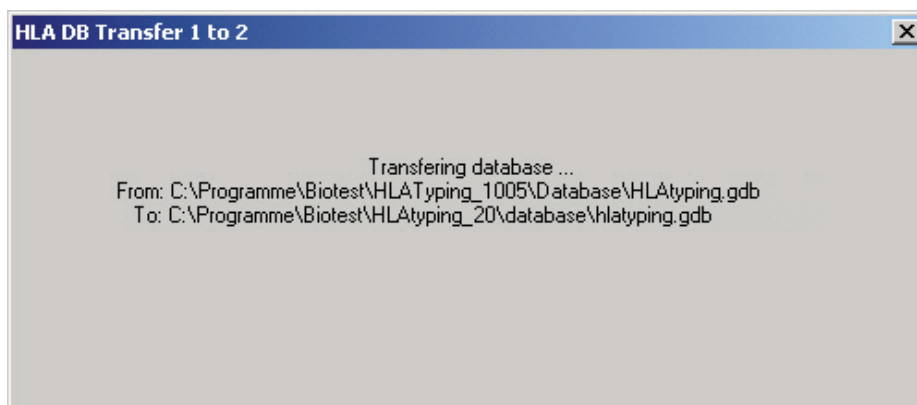 HLA DB Transfer 1 to 2
Transfering database ...
From: C:\Programme\Biotest\HLATyping_1005\Database\HLAtyping.gdb
To: C:\Programme\Biotest\HLAtyping_20\database\hlatyping.gdb